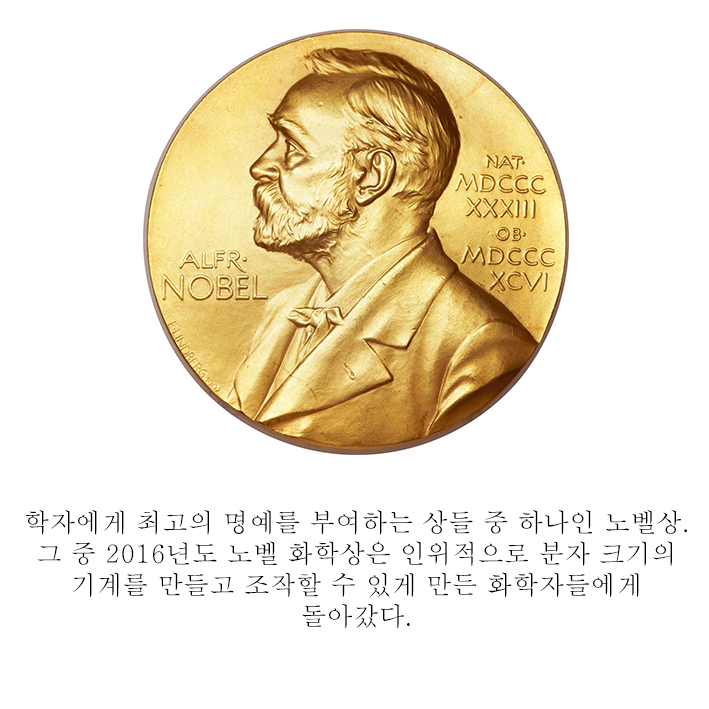 ALFR·
NOBEL
NAT·
MDCCC
XXXIII
OB·
MDCCC
XCVI
E·LINDBERG 1902
학자에게 최고의 명예를 부여하는 상들 중 하나인 노벨상.
그 중 2016년도 노벨 화학상은 인위적으로 분자 크기의
기계를 만들고 조작할 수 있게 만든 화학자들에게
돌아갔다.